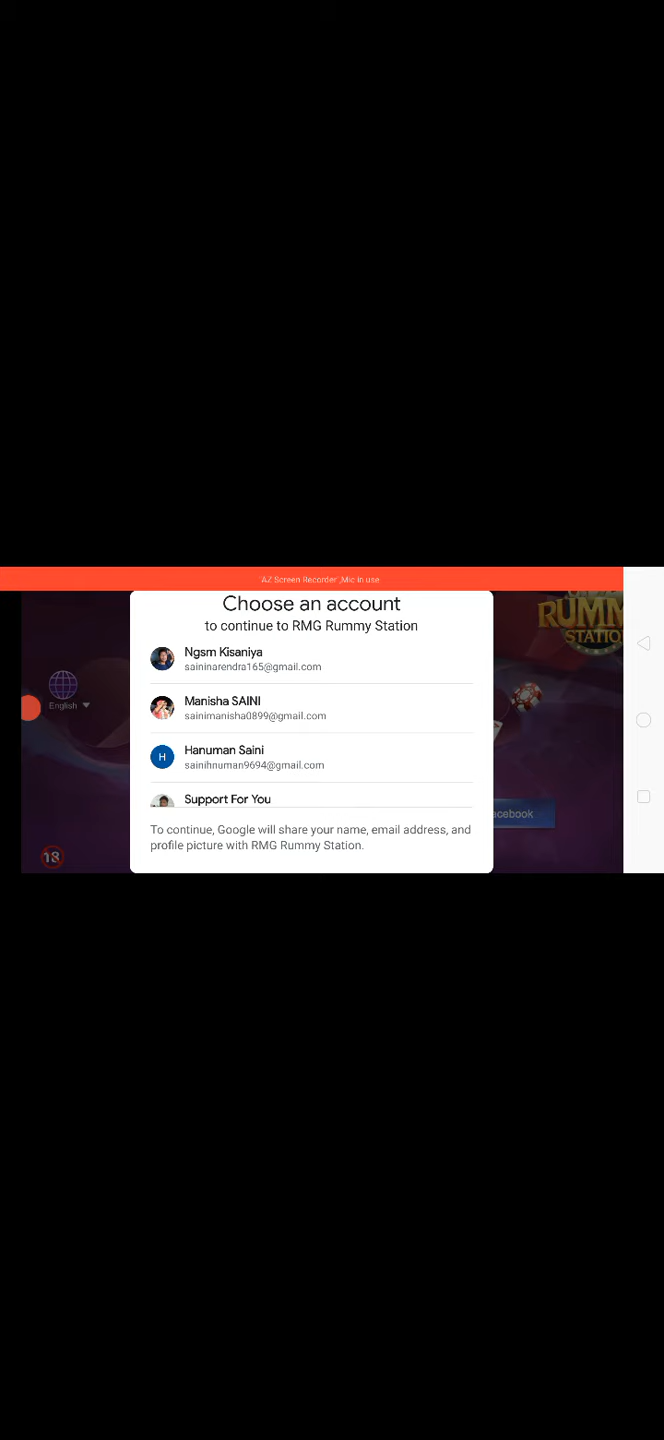 'AZ Screen Recorder',Mic in use
Choose an account
to continue to RMG Rummy Station
Ngsm Kisaniya
saininarendra165@gmail.com
Manisha SAINI
sainimanisha0899@gmail.com
H
Hanuman Saini
sainihnuman9694@gmail.com
Support For You
To continue, Google will share your name, email address, and
profile picture with RMG Rummy Station.
English
18
RUMM
STATIO
acebook